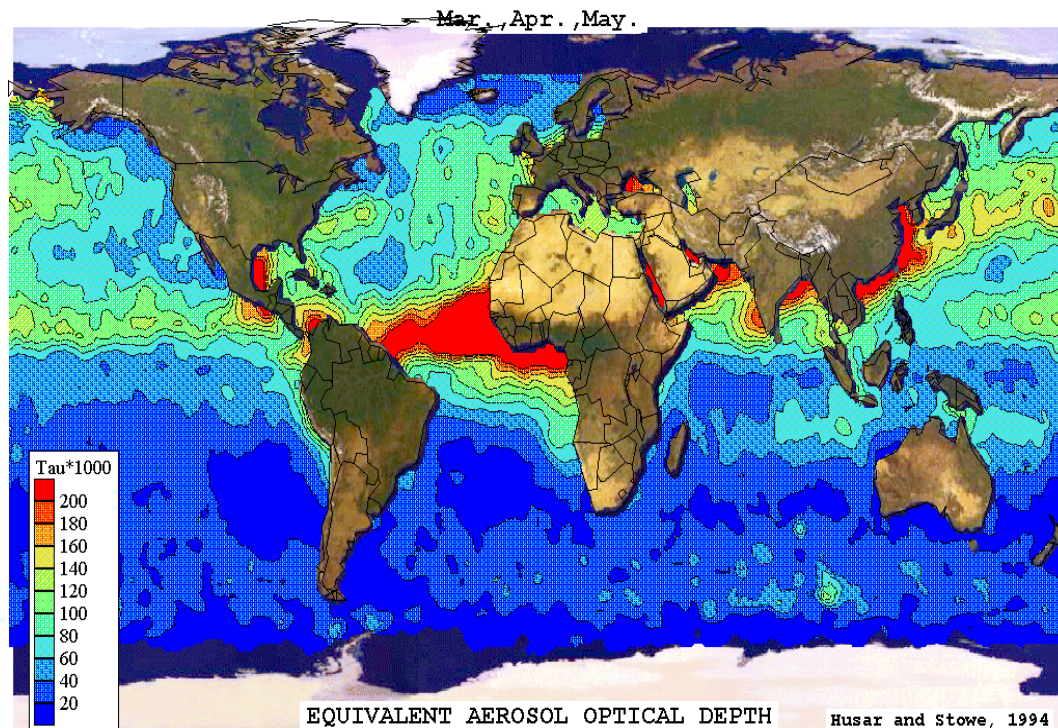 Mar.,Apr.,May.
Tau*1000
200
180
160
140
120
100
80
60
40
20
EQUIVALENT AEROSOL OPTICAL DEPTH
Husar and Stowe, 1994